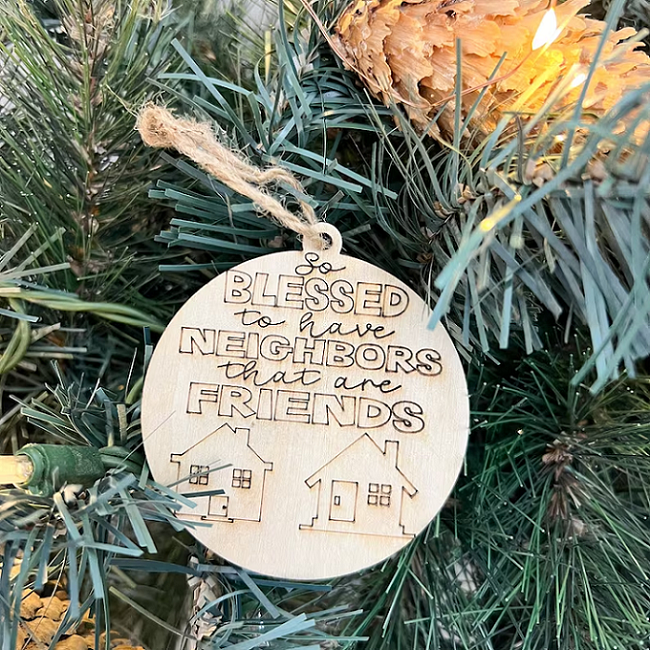 So
BLESSED
to have
NEIGHBORS
that are
FRIENDS